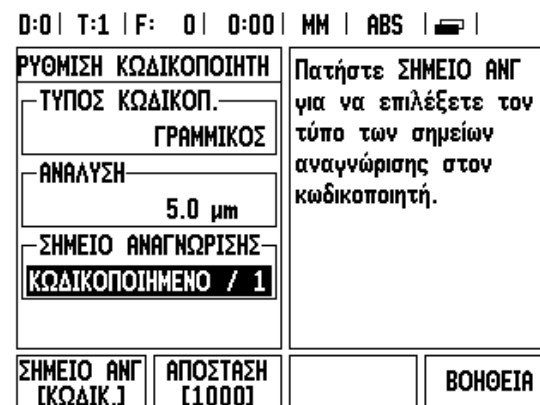 D:0 | T:1 | F: 0 | 0:00 | MM | ABS
ΡΥΘΜΙΣΗ ΚΩΔΙΚΟΠΟΙΗΤΗ
ΤΥΠΟΣ ΚΩΔΙΚΟΠ.
ΓΡΑΜΜΙΚΟΣ
ΑΝΑΛΥΣΗ
5.0 μm
ΣΗΜΕΙΟ ΑΝΑΓΝΩΡΙΣΗΣ
ΚΩΔΙΚΟΠΟΙΗΜΕΝΟ / 1
Πατήστε ΣΗΜΕΙΟ ΑΝΓ
για να επιλέξετε τον
τύπο των σημείων
αναγνώρισης στον
κωδικοποιητή.
ΣΗΜΕΙΟ ΑΝΓ
[ΚΩΔΙΚ.]
ΑΠΟΣΤΑΣΗ
[1000]
ΒΟΗΘΕΙΑ